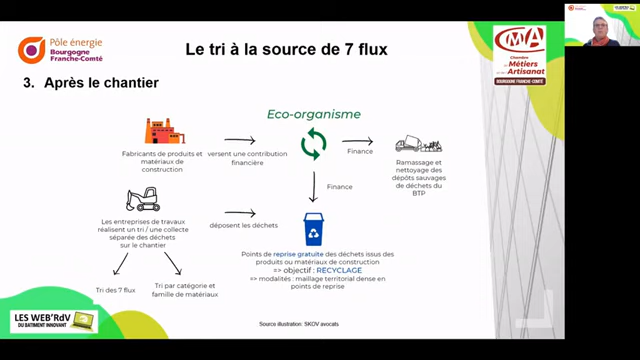 Pôle énergie
Bourgogne
Franche-Comté
Le tri à la source de 7 flux
CMA
Chambre
de Métiers
et de l'Artisanat
BOURGOGNE FRANCHE-COMTÉ
3. Après le chantier
Eco-organisme
Fabricants de produits et
matériaux de
construction
versent une contribution
financière
Finance
Ramassage et
nettoyage des
dépôts sauvages
de déchets du
BTP
Finance
Les entreprises de travaux
réalisent un tri / une collecte
séparée des déchets
sur le chantier
déposent les déchets
Points de reprise gratuite des déchets issus des
produits ou matériaux de construction
=> objectif : RECYCLAGE
=> modalités : maillage territorial dense en
points de reprise
Tri des 7 flux
Tri par catégorie et
famille de matériaux
LES WEB'RdV
DU BATIMENT INNOVANT
Source illustration: SKOV avocats